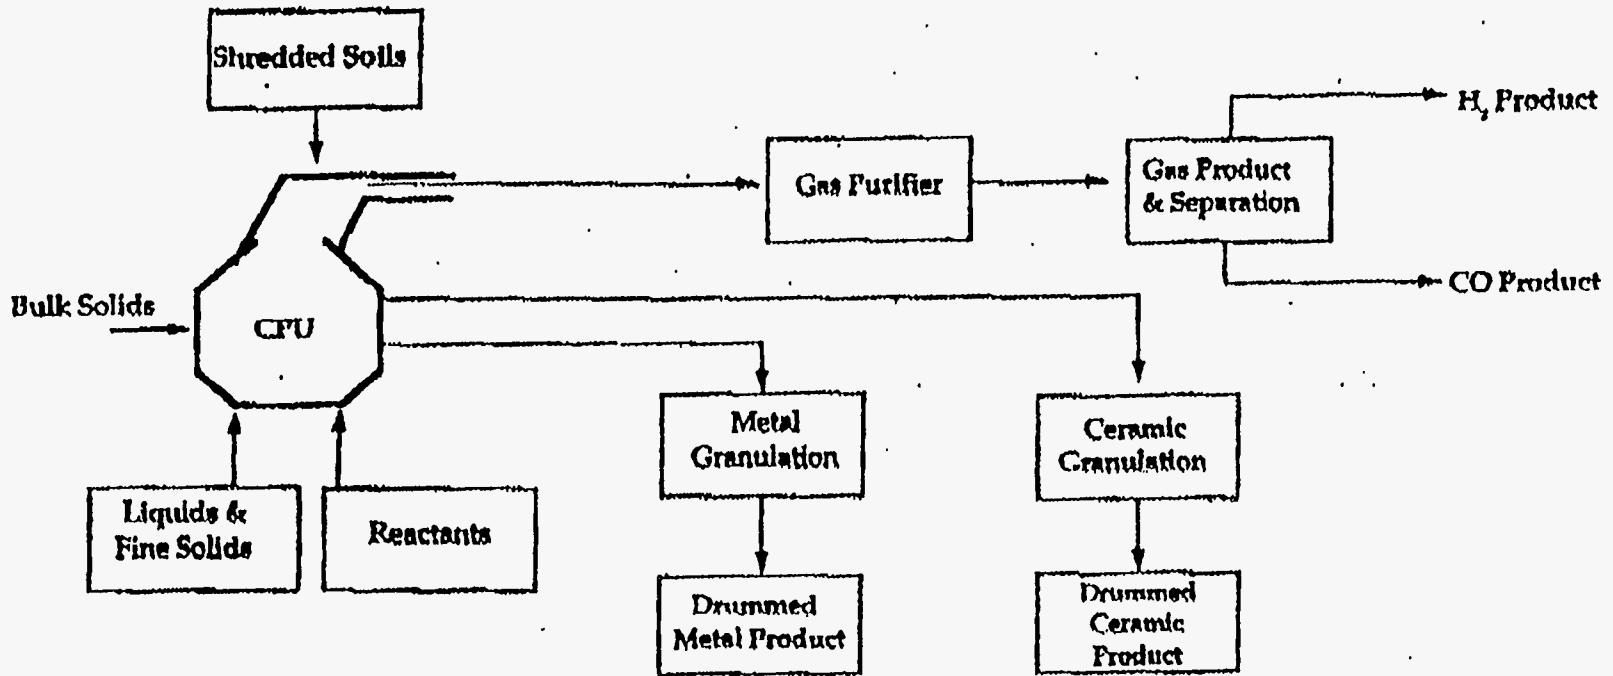 Shredded Soils
H2 Product
Gas Purifier
Gas Product
& Separation
CO Product
Bulk Solids
CPU
Metal
Granulation
Ceramic
Granulation
Liquids &
Fine Solids
Reactants
Drummed
Metal Product
Drummed
Ceramic
Product